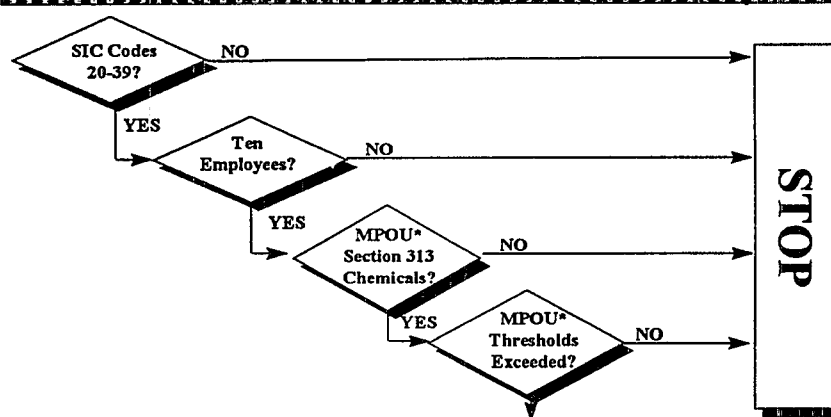 SIC Codes
20-39?
NO
YES
Ten
Employees?
NO
YES
MPOU*
Section 313
Chemicals?
NO
YES
MPOU*
Thresholds
Exceeded?
NO
STOP